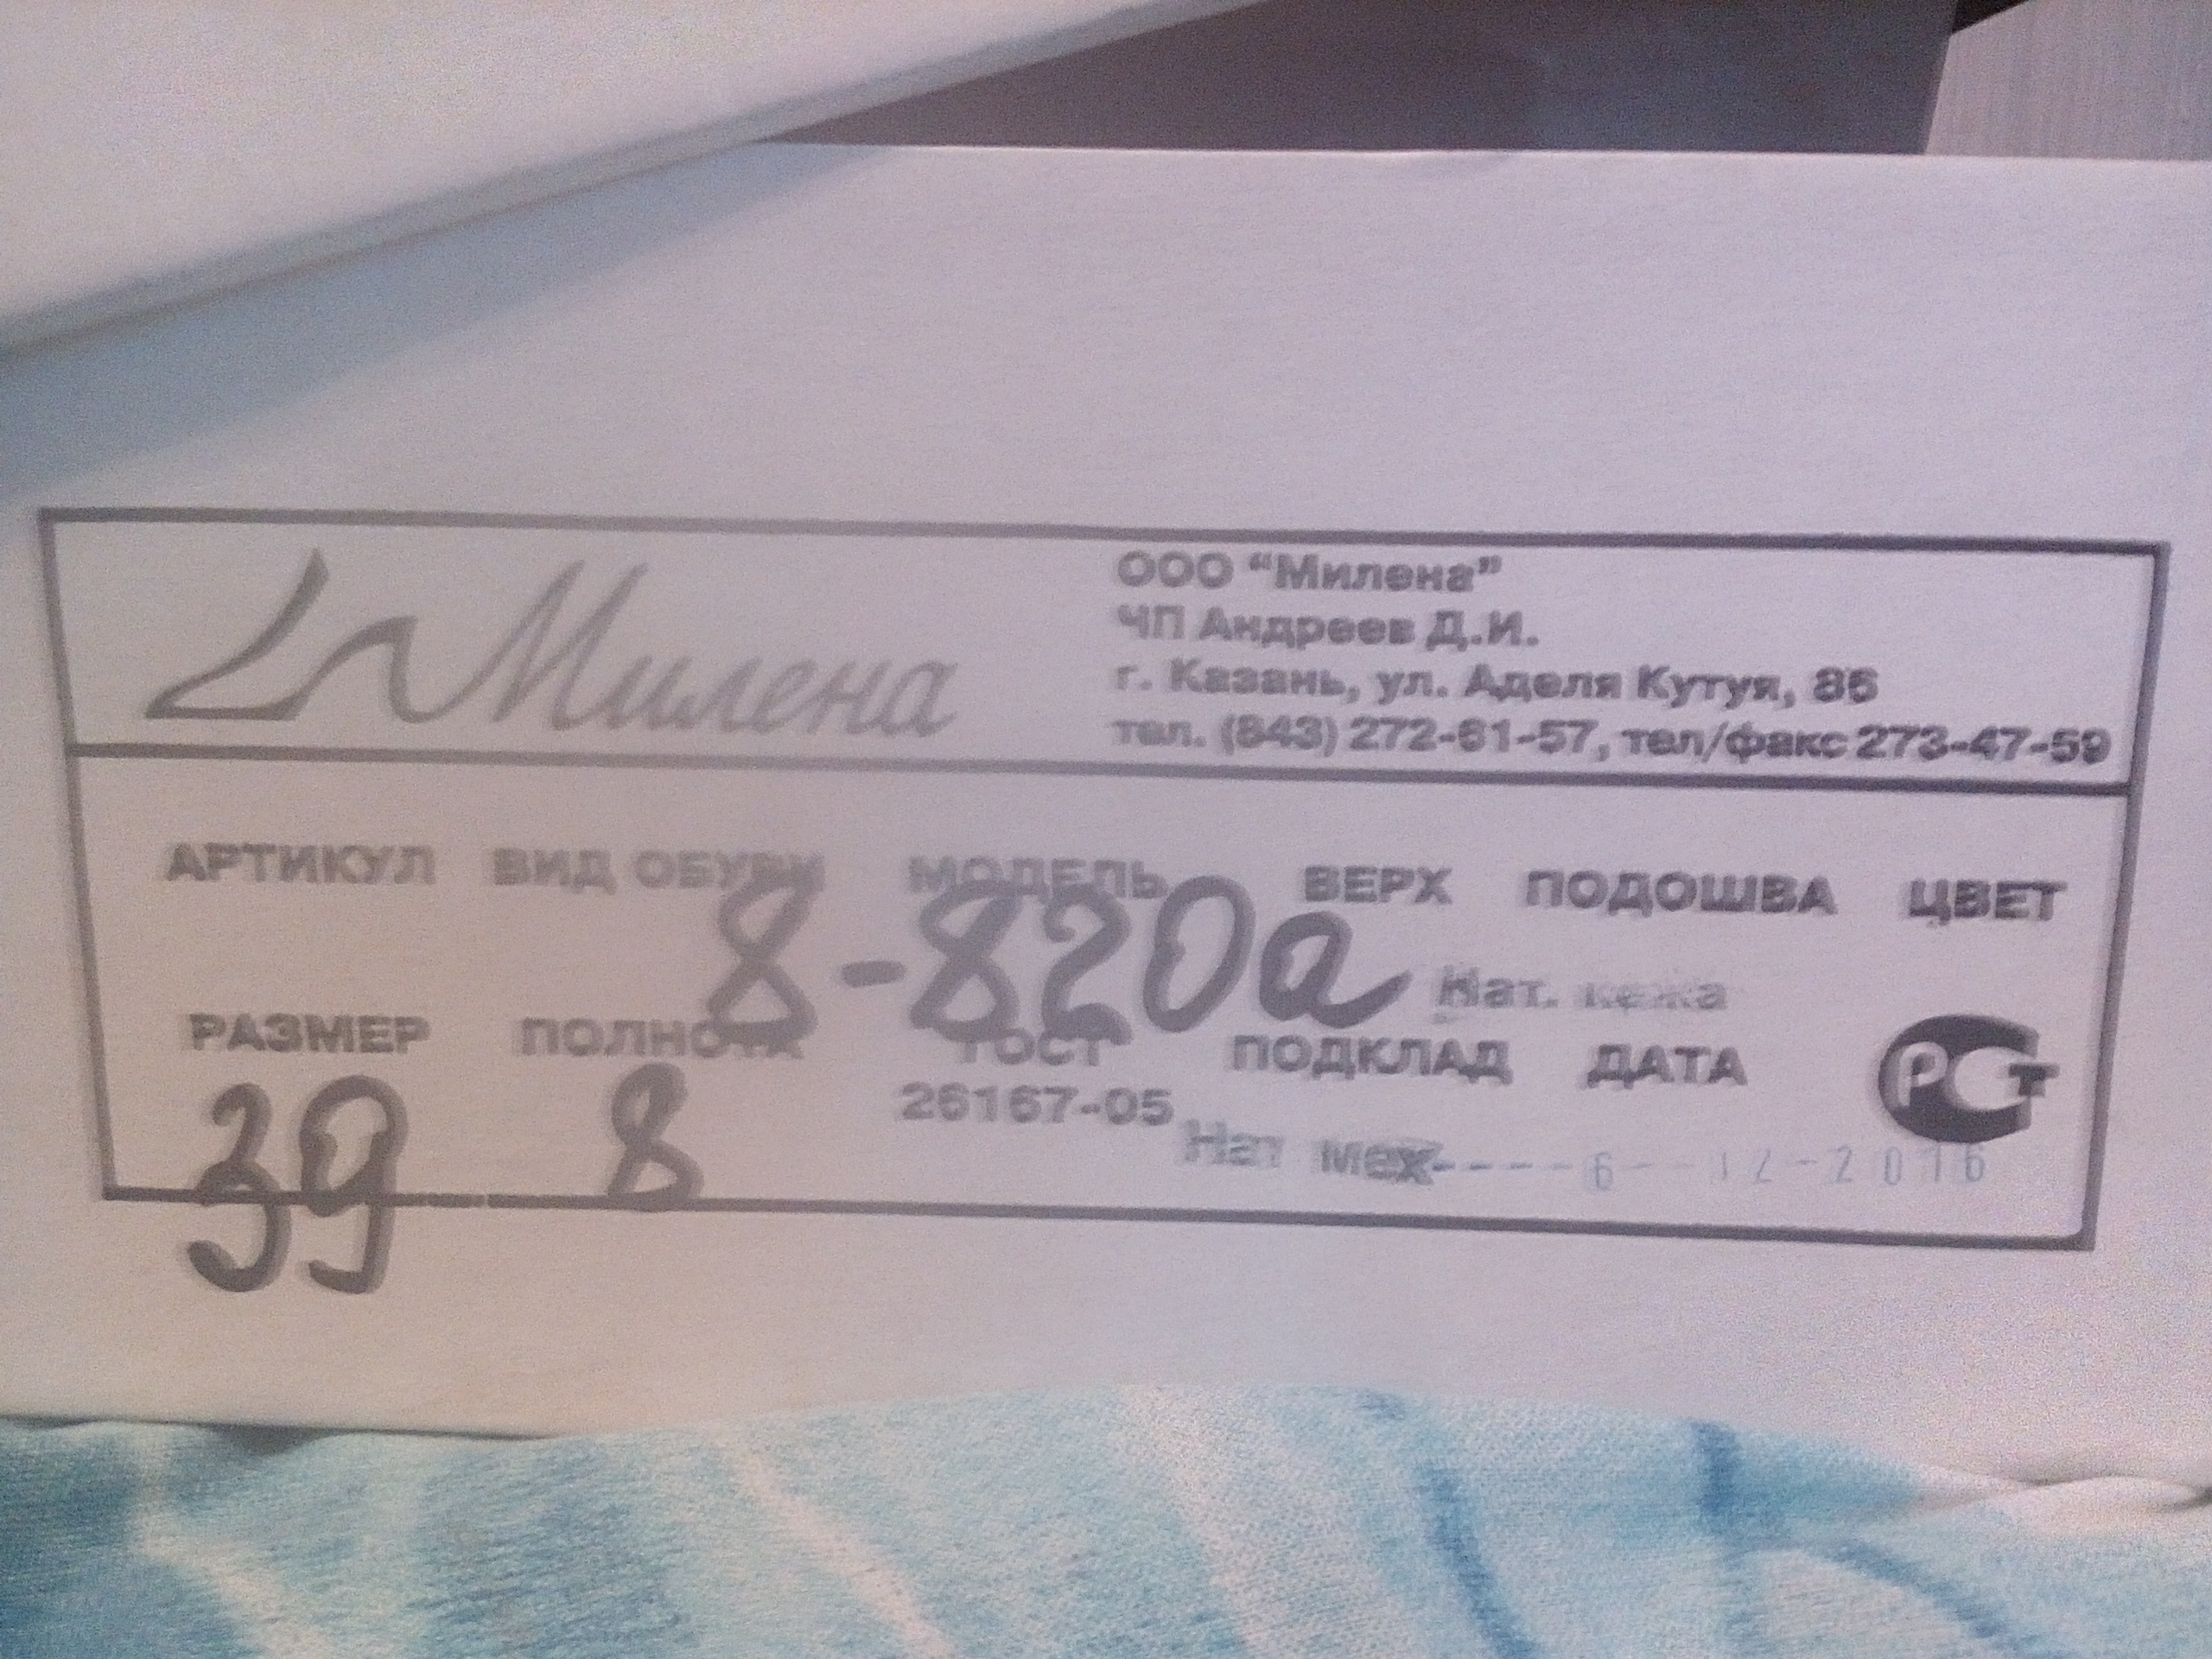 Милена
ООО “Милена”
ЧП Андреев Д.И.
г. Казань, ул. Аделя Кутуя, 86
тел. (843) 272-61-57, тел/факс 273-47-59
АРТИКУЛ ВИД ОБУВИ МОДЕЛЬ ВЕРХ ПОДОШВА ЦВЕТ
8-820а Нат. кожа
РАЗМЕР ПОЛНОТА ГОСТ ПОДКЛАД ДАТА РСТ
39 8 26167-05 Нат мех ----6--12-2016